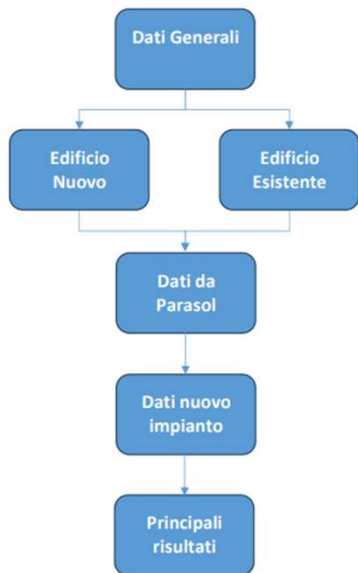 Dati Generali
Edificio
Nuovo
Edificio
Esistente
Dati da
Parasol
Dati nuovo
impianto
Principali
risultati